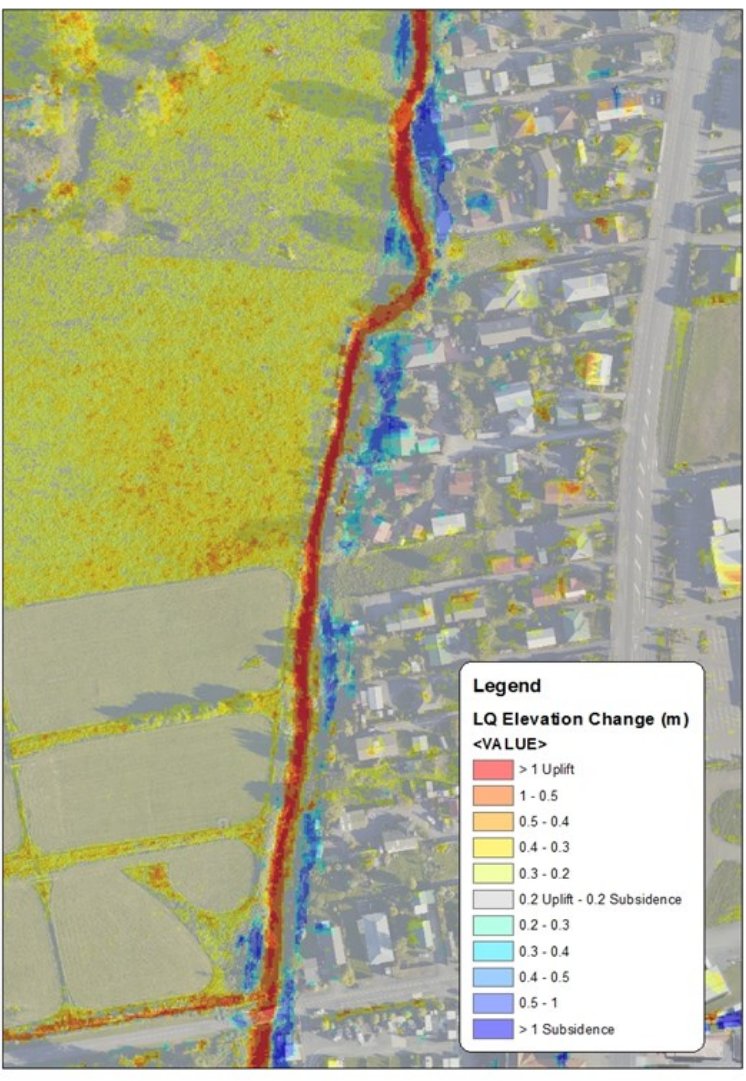 Legend
LQ Elevation Change (m)
<VALUE>
> 1 Uplift
1 - 0.5
0.5 - 0.4
0.4 - 0.3
0.3 - 0.2
0.2 Uplift - 0.2 Subsidence
0.2 - 0.3
0.3 - 0.4
0.4 - 0.5
0.5 - 1
> 1 Subsidence